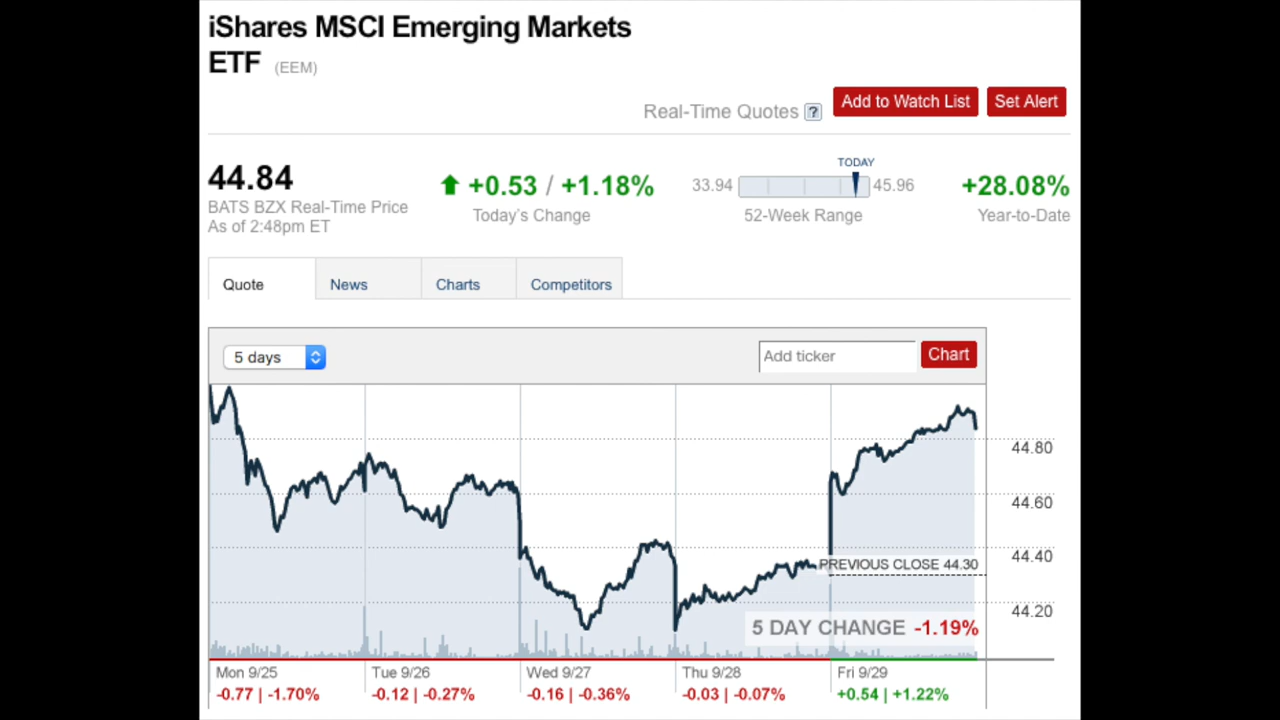 iShares MSCI Emerging Markets
ETF (EEM)
Real-Time Quotes ? Add to Watch List Set Alert
TODAY
44.84 +0.53 / +1.18% 33.94 45.96 +28.08%
BATS BZX Real-Time Price Today's Change 52-Week Range Year-to-Date
As of 2:48pm ET
Quote News Charts Competitors
5 days Add ticker Chart
44.80
44.60
44.40
PREVIOUS CLOSE 44.30
44.20
5 DAY CHANGE -1.19%
Mon 9/25 Tue 9/26 Wed 9/27 Thu 9/28 Fri 9/29
-0.77 | -1.70% -0.12 | -0.27% -0.16 | -0.36% -0.03 | -0.07% +0.54 | +1.22%